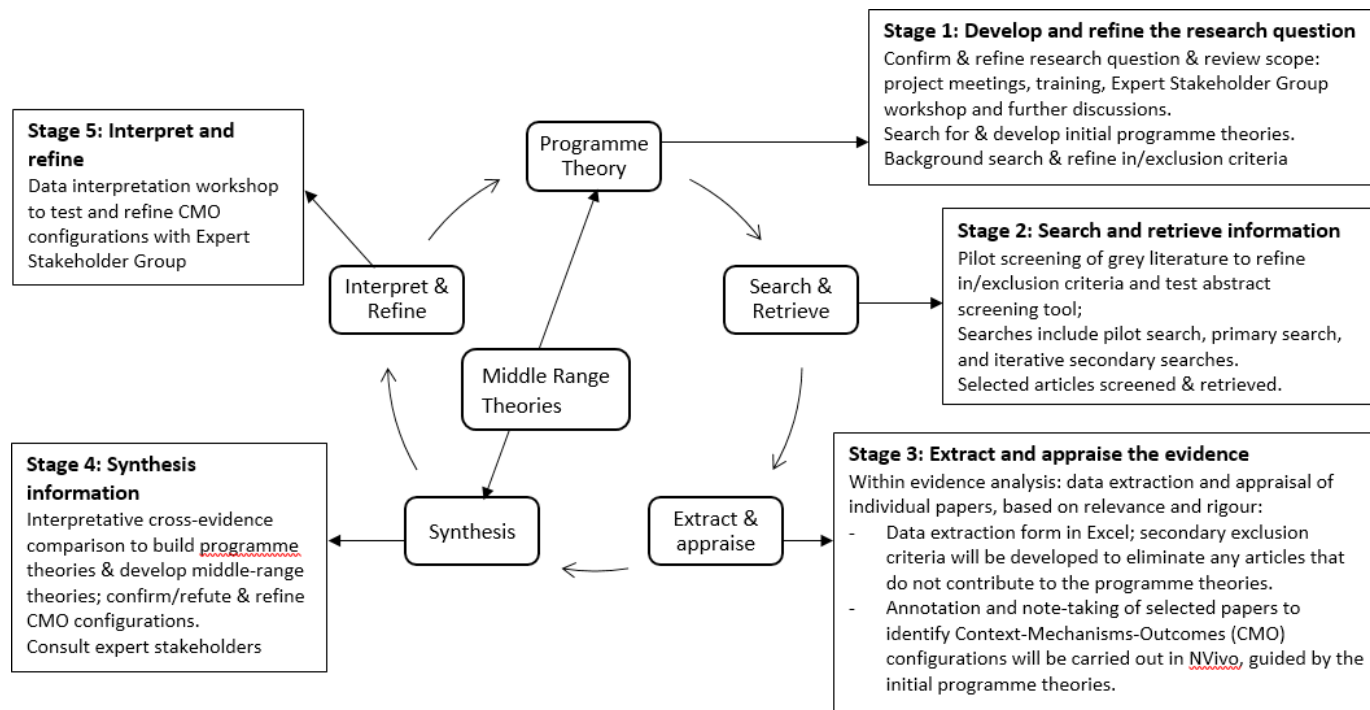 Stage 1: Develop and refine the research question
Confirm & refine research question & review scope:
project meetings, training, Expert Stakeholder Group
workshop and further discussions.
Search for & develop initial programme theories.
Background search & refine in/exclusion criteria
Stage 5: Interpret and
refine
Data interpretation workshop
to test and refine CMO
configurations with Expert
Stakeholder Group
Programme
Theory
Stage 2: Search and retrieve information
Pilot screening of grey literature to refine
in/exclusion criteria and test abstract
screening tool;
Searches include pilot search, primary search,
and iterative secondary searches.
Selected articles screened & retrieved.
Interpret &
Refine
Search &
Retrieve
Middle Range
Theories
Stage 4: Synthesis
information
Interpretative cross-evidence
comparison to build programme
theories & develop middle-range
theories; confirm/refute & refine
CMO configurations.
Consult expert stakeholders
Synthesis
Extract &
appraise
Stage 3: Extract and appraise the evidence
Within evidence analysis: data extraction and appraisal of
individual papers, based on relevance and rigour:
- Data extraction form in Excel; secondary exclusion
criteria will be developed to eliminate any articles that
do not contribute to the programme theories.
- Annotation and note-taking of selected papers to
identify Context-Mechanisms-Outcomes (CMO)
configurations will be carried out in NVivo, guided by the
initial programme theories.